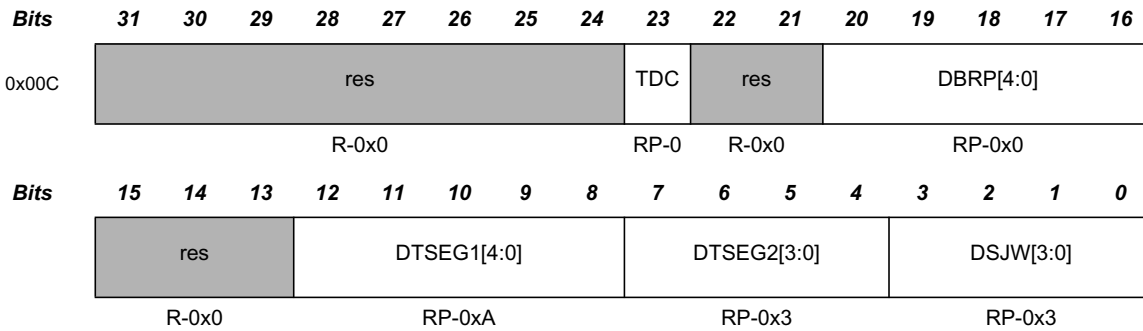 Bits 31 30 29 28 27 26 25 24 23 22 21 20 19 18 17 16
0x00C res TDC res DBRP[4:0]
R-0x0 RP-0 R-0x0 RP-0x0
Bits 15 14 13 12 11 10 9 8 7 6 5 4 3 2 1 0
res DTSEG1[4:0] DTSEG2[3:0] DSJW[3:0]
R-0x0 RP-0xA RP-0x3 RP-0x3